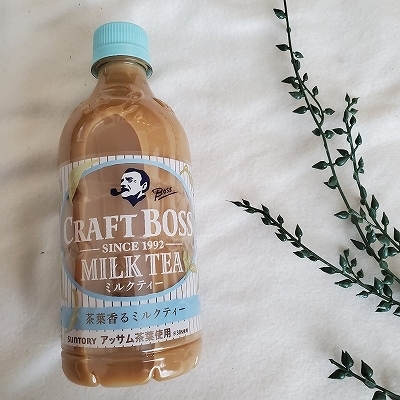 Boss
CRAFT BOSS
SINCE 1992
MILK TEA
ミルクティー
茶葉香るミルクティー
SUNTORY アッサム茶葉使用